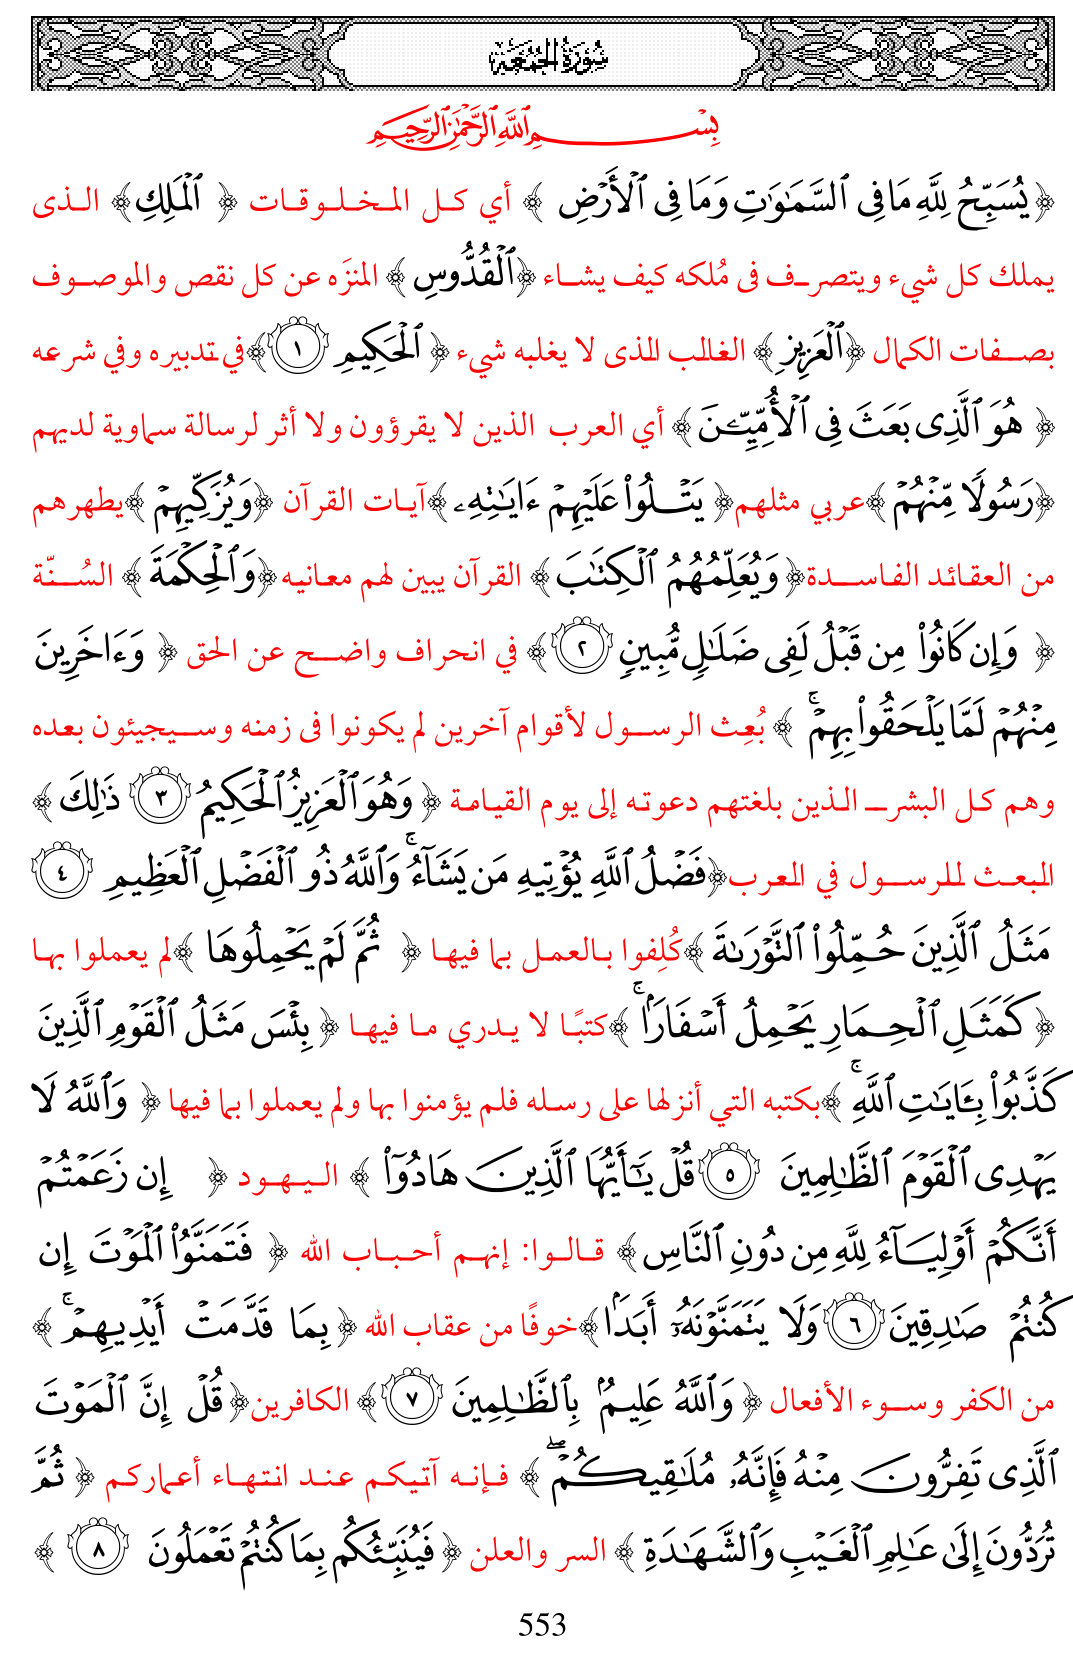 سُورَةُ الجُمُعَةِ
بِسْمِ ٱللَّهِ ٱلرَّحْمَٰنِ ٱلرَّحِيمِ
﴿ يُسَبِّحُ لِلَّهِ مَا فِى ٱلسَّمَٰوَٰتِ وَمَا فِى ٱلْأَرْضِ ﴾ أي كل المخلوقات ﴿ ٱلْمَلِكِ ﴾ الذى
يملك كل شيء ويتصرف فى مُلكه كيف يشاء ﴿ ٱلْقُدُّوسِ ﴾ المنزَه عن كل نقص والموصوف
بصفات الكمال ﴿ ٱلْعَزِيزِ ﴾ الغالب الذى لا يغلبه شيء ﴿ ٱلْحَكِيمِ ١ ﴾ في تدبيره وفي شرعه
﴿ هُوَ ٱلَّذِى بَعَثَ فِى ٱلْأُمِّيِّـۧنَ ﴾ أي العرب الذين لا يقرؤون ولا أثر لرسالة سماوية لديهم
﴿ رَسُولًا مِّنْهُمْ ﴾ عربي مثلهم ﴿ يَتْلُوا۟ عَلَيْهِمْ ءَايَٰتِهِۦ ﴾ آيات القرآن ﴿ وَيُزَكِّيهِمْ ﴾ يطهرهم
من العقائد الفاسدة ﴿ وَيُعَلِّمُهُمُ ٱلْكِتَٰبَ ﴾ القرآن يبين لهم معانيه ﴿ وَٱلْحِكْمَةَ ﴾ السُنّة
﴿ وَإِن كَانُوا۟ مِن قَبْلُ لَفِى ضَلَٰلٍ مُّبِينٍ ٢ ﴾ في انحراف واضح عن الحق ﴿ وَءَاخَرِينَ
مِنْهُمْ لَمَّا يَلْحَقُوا۟ بِهِمْ ۚ ﴾ بُعِث الرسول لأقوام آخرين لم يكونوا فى زمنه وسيجيئون بعده
وهم كل البشر الذين بلغتهم دعوته إلى يوم القيامة ﴿ وَهُوَ ٱلْعَزِيزُ ٱلْحَكِيمُ ٣ ذَٰلِكَ ﴾
البعث للرسول في العرب ﴿ فَضْلُ ٱللَّهِ يُؤْتِيهِ مَن يَشَآءُ ۚ وَٱللَّهُ ذُو ٱلْفَضْلِ ٱلْعَظِيمِ ٤
مَثَلُ ٱلَّذِينَ حُمِّلُوا۟ ٱلتَّوْرَىٰةَ ﴾ كُلِفوا بالعمل بما فيها ﴿ ثُمَّ لَمْ يَحْمِلُوهَا ﴾ لم يعملوا بها
﴿ كَمَثَلِ ٱلْحِمَارِ يَحْمِلُ أَسْفَارًۢا ۚ ﴾ كتبًا لا يدري ما فيها ﴿ بِئْسَ مَثَلُ ٱلْقَوْمِ ٱلَّذِينَ
كَذَّبُوا۟ بِـَٔايَٰتِ ٱللَّهِ ۚ ﴾ بكتبه التي أنزلها على رسله فلم يؤمنوا بها ولم يعملوا بما فيها ﴿ وَٱللَّهُ لَا
يَهْدِى ٱلْقَوْمَ ٱلظَّٰلِمِينَ ٥ قُلْ يَٰٓأَيُّهَا ٱلَّذِينَ هَادُوٓا۟ ﴾ اليهود ﴿ إِن زَعَمْتُمْ
أَنَّكُمْ أَوْلِيَآءُ لِلَّهِ مِن دُونِ ٱلنَّاسِ ﴾ قالوا: إنهم أحباب الله ﴿ فَتَمَنَّوُا۟ ٱلْمَوْتَ إِن
كُنتُمْ صَٰدِقِينَ ٦ وَلَا يَتَمَنَّوْنَهُۥٓ أَبَدًۢا ﴾ خوفًا من عقاب الله ﴿ بِمَا قَدَّمَتْ أَيْدِيهِمْ ۚ ﴾
من الكفر وسوء الأفعال ﴿ وَٱللَّهُ عَلِيمٌۢ بِٱلظَّٰلِمِينَ ٧ ﴾ الكافرين ﴿ قُلْ إِنَّ ٱلْمَوْتَ
ٱلَّذِى تَفِرُّونَ مِنْهُ فَإِنَّهُۥ مُلَٰقِيكُمْ ۖ ﴾ فإنه آتيكم عند انتهاء أعماركم ﴿ ثُمَّ
تُرَدُّونَ إِلَىٰ عَٰلِمِ ٱلْغَيْبِ وَٱلشَّهَٰدَةِ ﴾ السر والعلن ﴿ فَيُنَبِّئُكُم بِمَا كُنتُمْ تَعْمَلُونَ ٨ ﴾
553